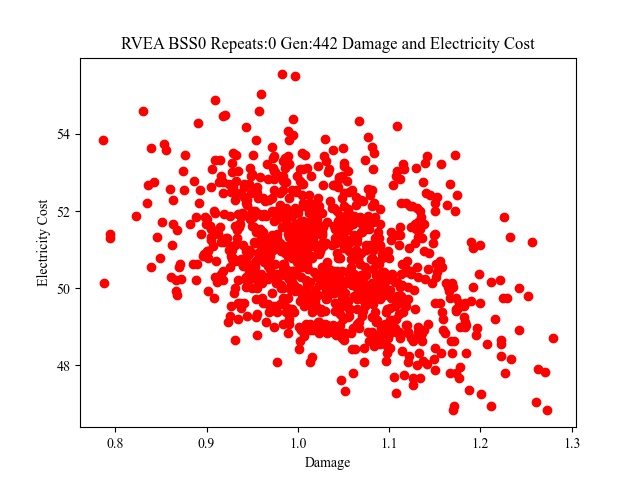 RVEA BSS0 Repeats:0 Gen:442 Damage and Electricity Cost
Electricity Cost
54
52
50
48
0.8 0.9 1.0 1.1 1.2 1.3
Damage